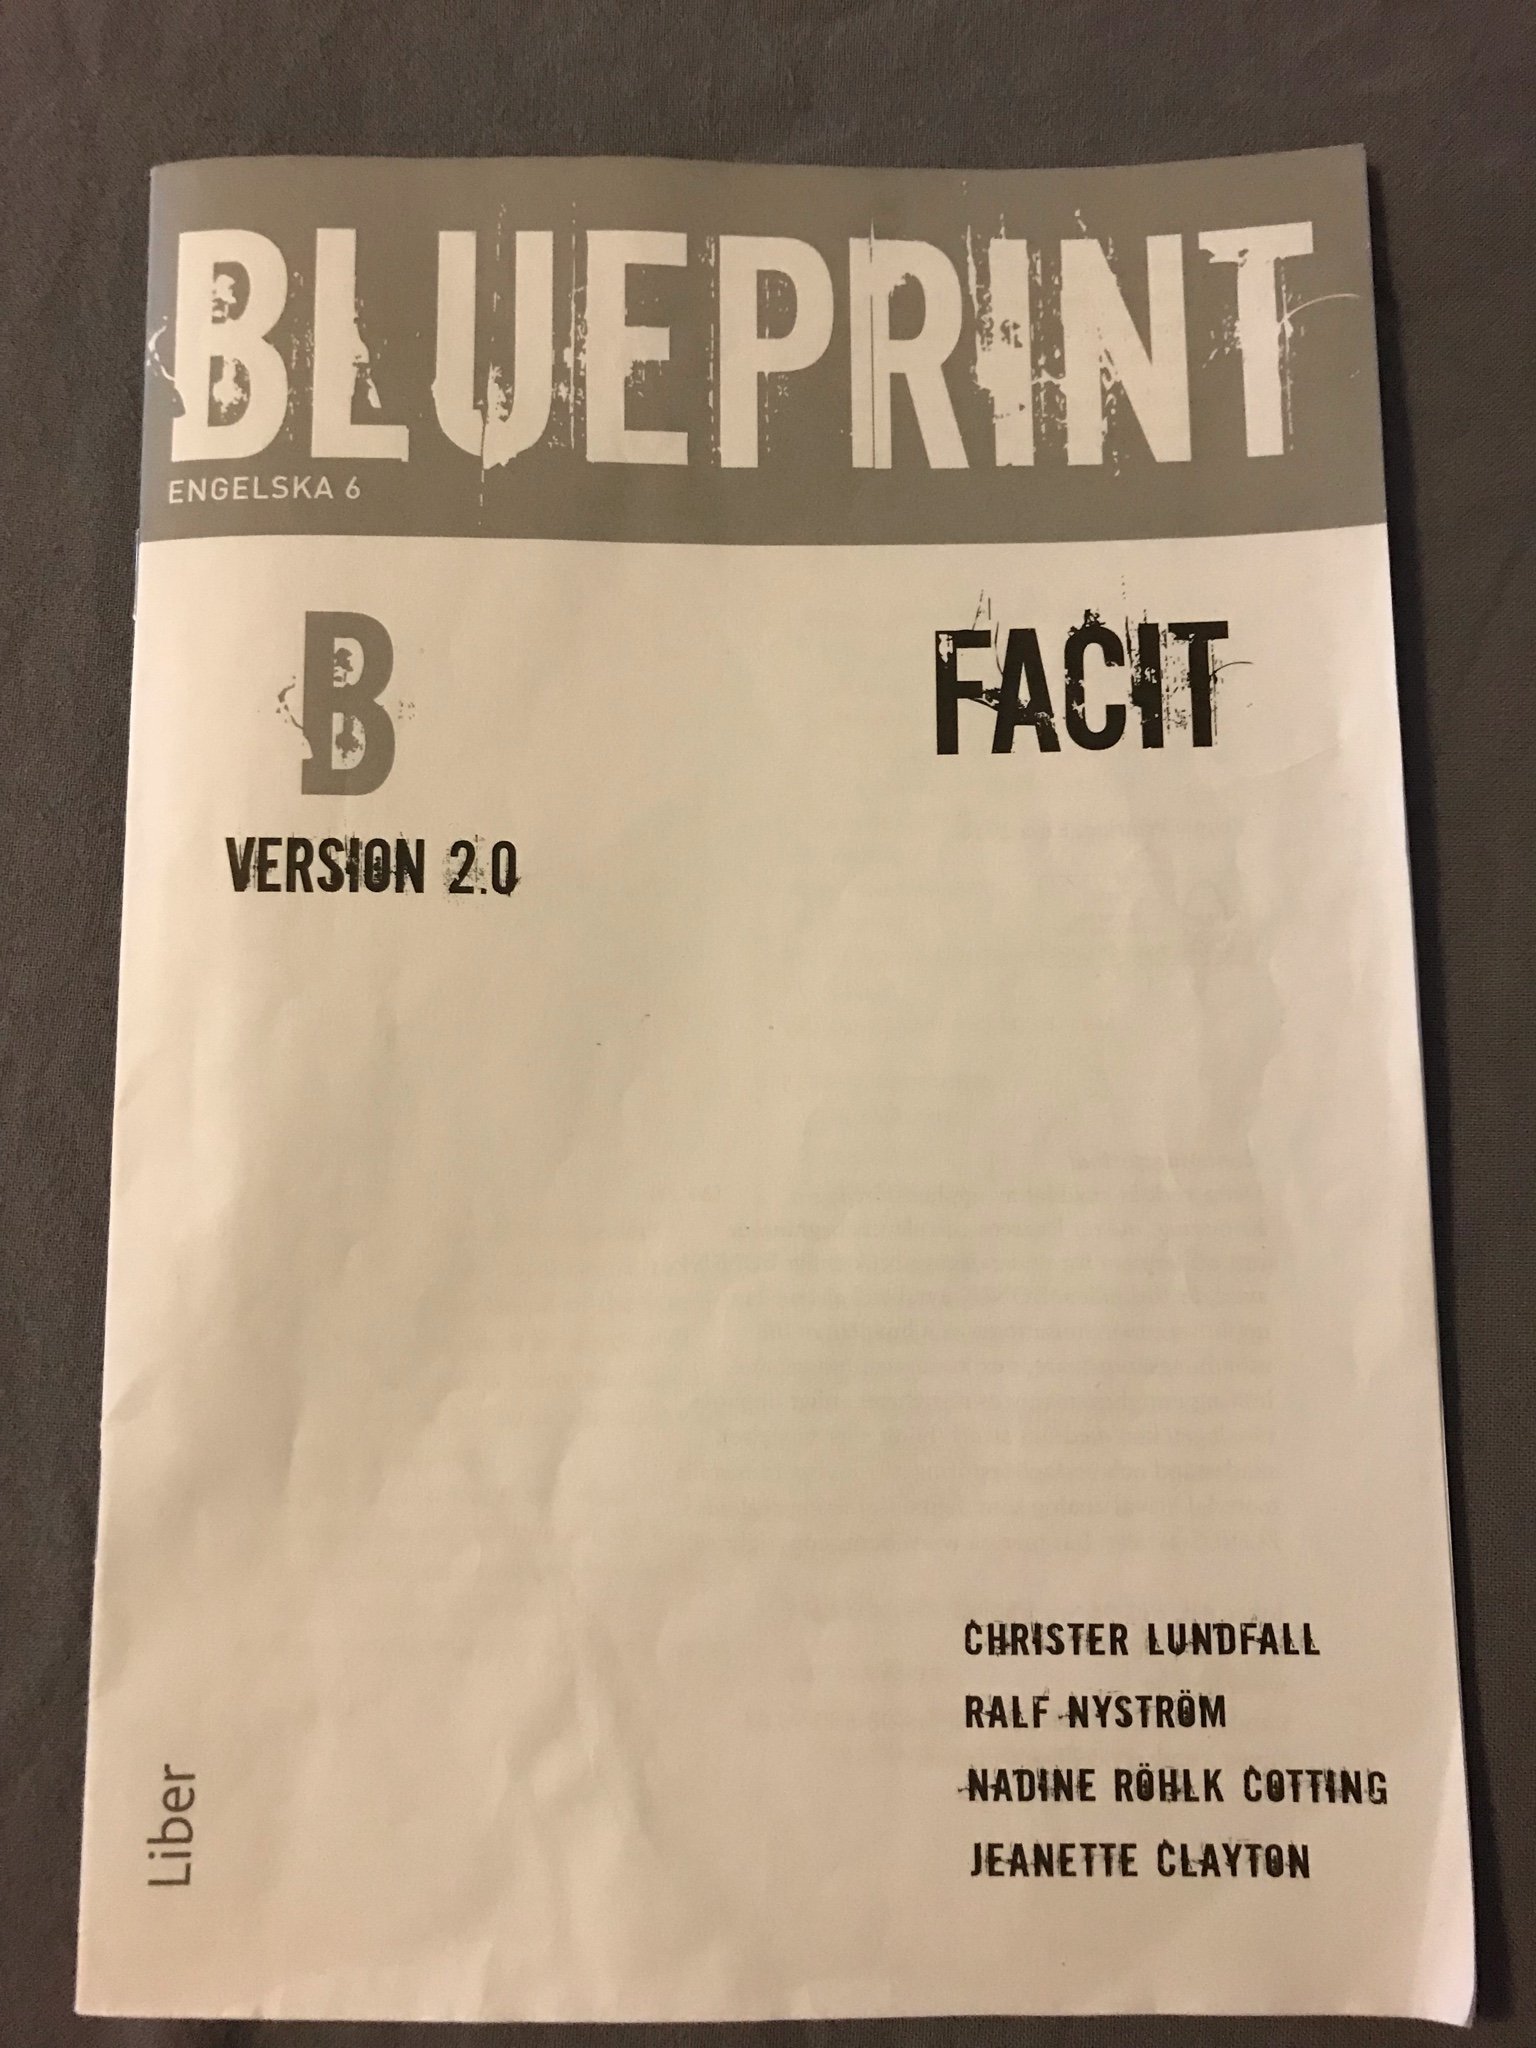 BLUEPRINT
ENGELSKA 6
B
FACIT
VERSION 2.0
CHRISTER LUNDFALL
RALF NYSTRÖM
NADINE RÖHLK COTTING
JEANETTE CLAYTON
Liber